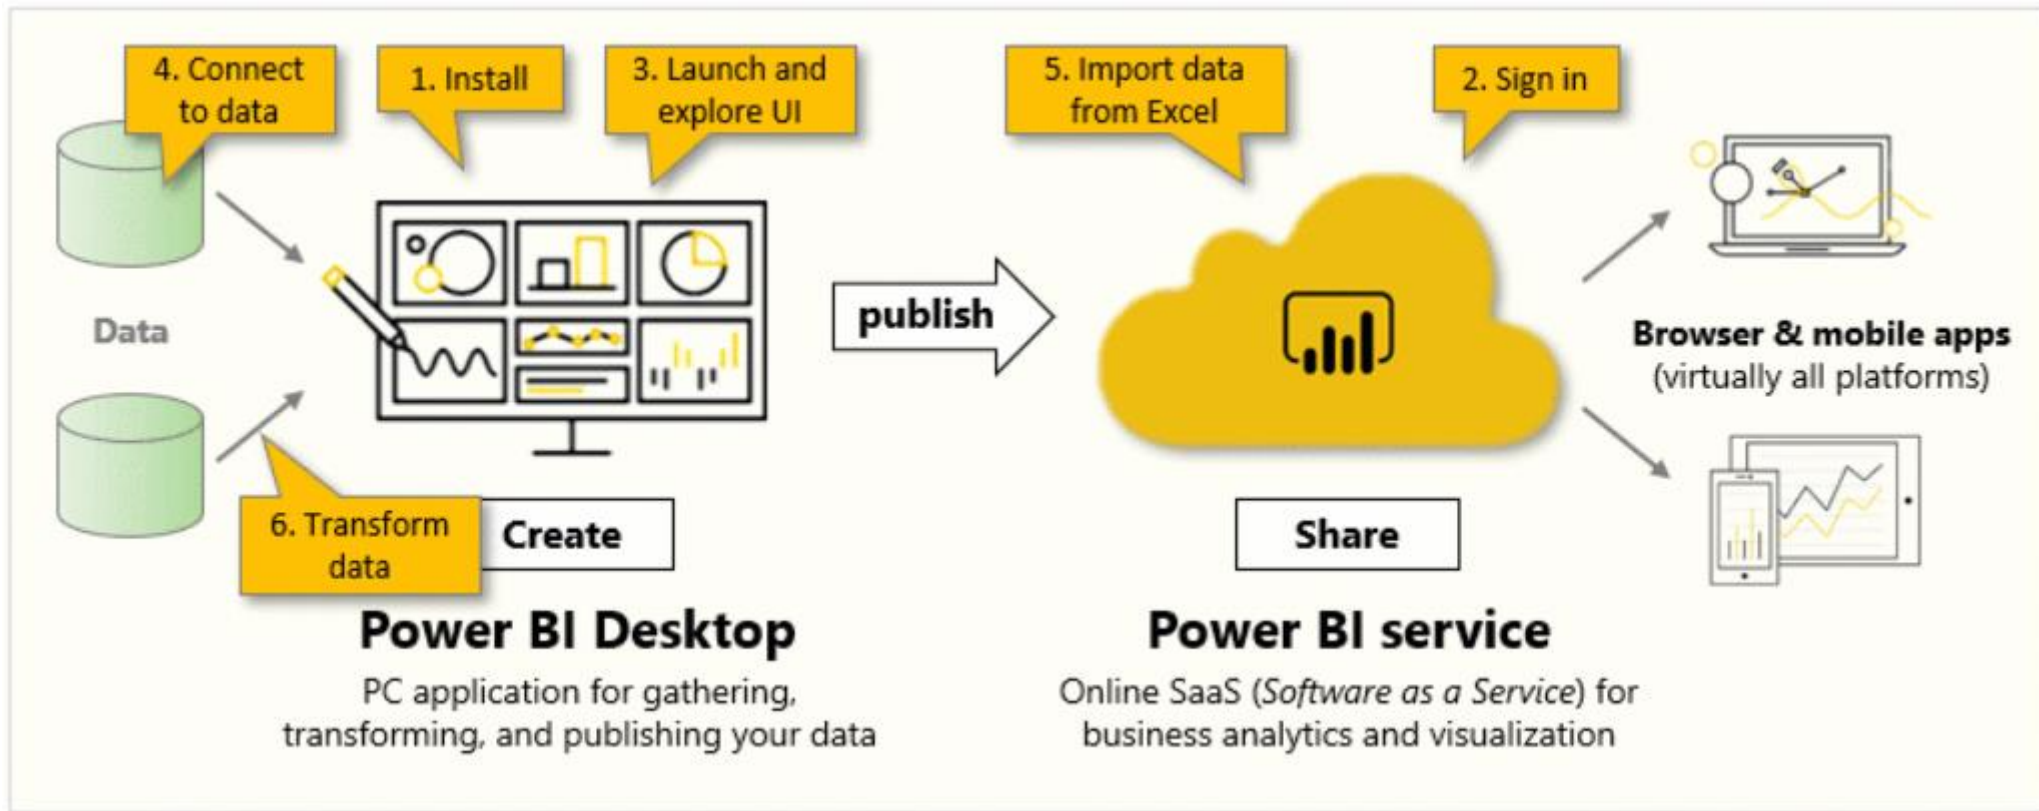 4. Connect
to data
1. Install
3. Launch and
explore UI
5. Import data
from Excel
2. Sign in
Data
publish
Browser & mobile apps
(virtually all platforms)
6. Transform
data
Create
Share
Power BI Desktop
PC application for gathering,
transforming, and publishing your data
Power BI service
Online SaaS (Software as a Service) for
business analytics and visualization